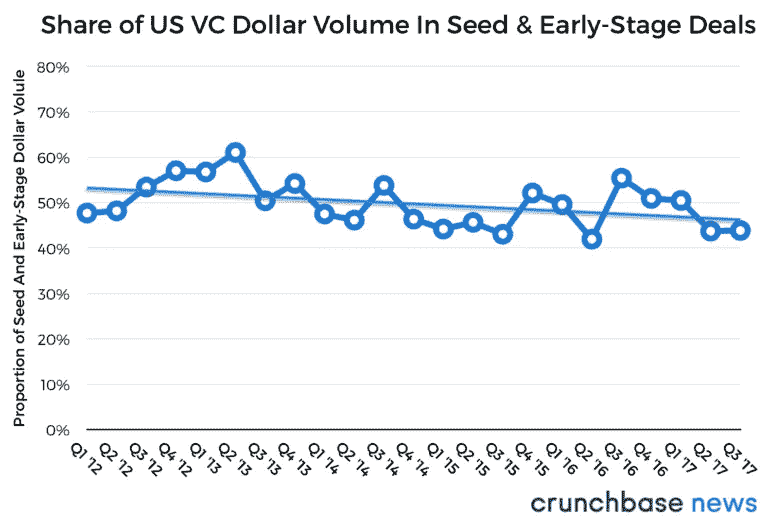 Share of US VC Dollar Volume In Seed & Early-Stage Deals
Proportion of Seed And Early-Stage Dollar Volule
80%
70%
60%
50%
40%
30%
20%
10%
0%
Q1 '12
Q2 '12
Q3 '12
Q4 '12
Q1 '13
Q2 '13
Q3 '13
Q4 '13
Q1 '14
Q2 '14
Q3 '14
Q4 '14
Q1 '15
Q2 '15
Q3 '15
Q4 '15
Q1 '16
Q2 '16
Q3 '16
Q4 '16
Q1 '17
Q2 '17
Q3 '17
crunchbase news